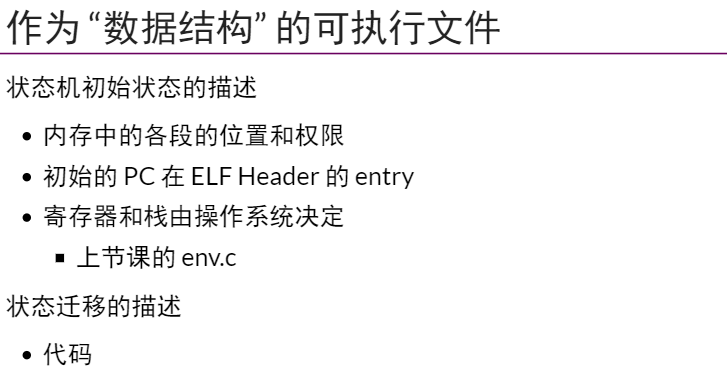 作为 “数据结构” 的可执行文件
状态机初始状态的描述
• 内存中的各段的位置和权限
• 初始的 PC 在 ELF Header 的 entry
• 寄存器和栈由操作系统决定
▪ 上节课的 env.c
状态迁移的描述
• 代码